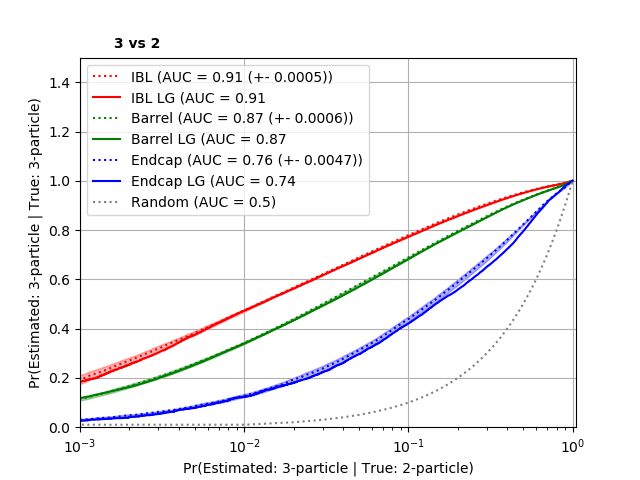 3 vs 2
IBL (AUC = 0.91 (+- 0.0005))
IBL LG (AUC = 0.91
Barrel (AUC = 0.87 (+- 0.0006))
Barrel LG (AUC = 0.87
Endcap (AUC = 0.76 (+- 0.0047))
Endcap LG (AUC = 0.74
Random (AUC = 0.5)
Pr(Estimated: 3-particle | True: 3-particle)
1.4
1.2
1.0
0.8
0.6
0.4
0.2
0.0
10⁻³ 10⁻² 10⁻¹ 10⁰
Pr(Estimated: 3-particle | True: 2-particle)